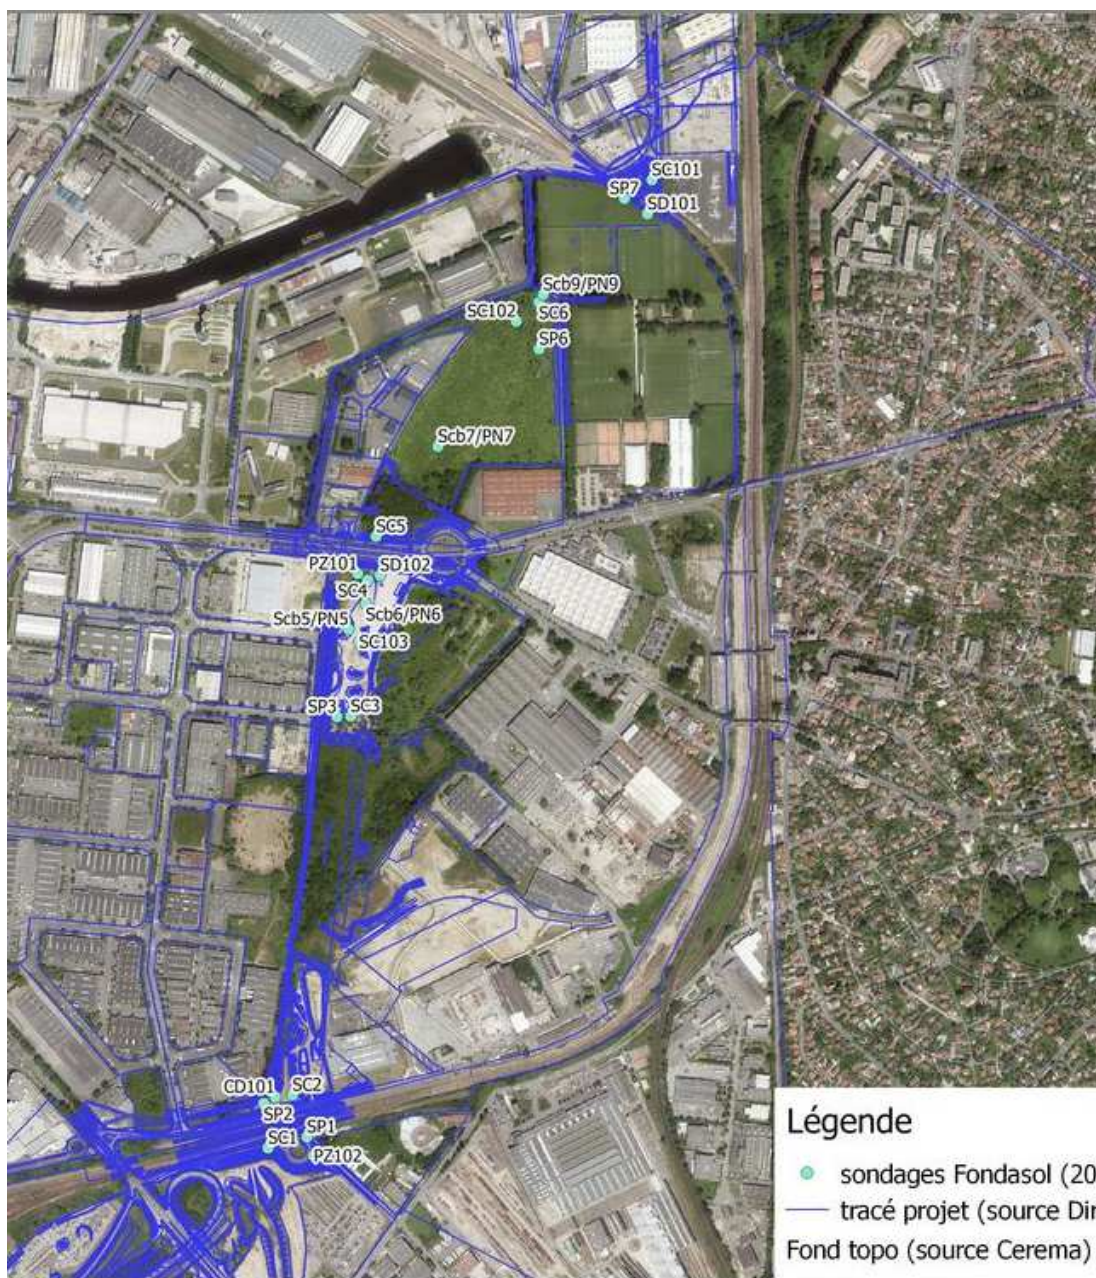 SC101
SP7
SD101
Scb9/PN9
SC102
SC6
SP6
Scb7/PN7
SC5
PZ101
SD102
SC4
Scb5/PN5
Scb6/PN6
SC103
SP3
SC3
CD101
SC2
SP2
SP1
SC1
PZ102
Légende
sondages Fondasol (20
tracé projet (source Dir
Fond topo (source Cerema)